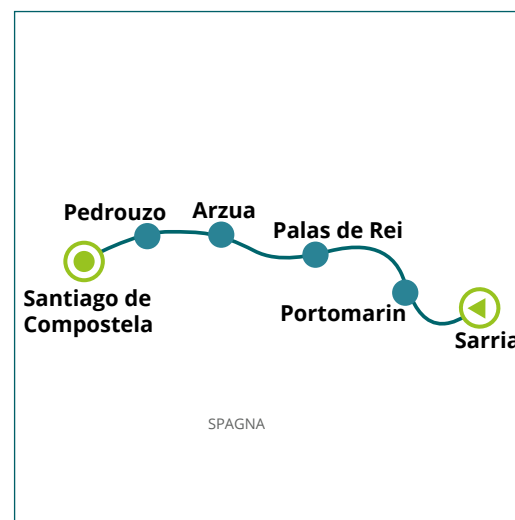 Pedrouzo
Arzua
Palas de Rei
Santiago de
Compostela
Portomarin
Sarria
SPAGNA